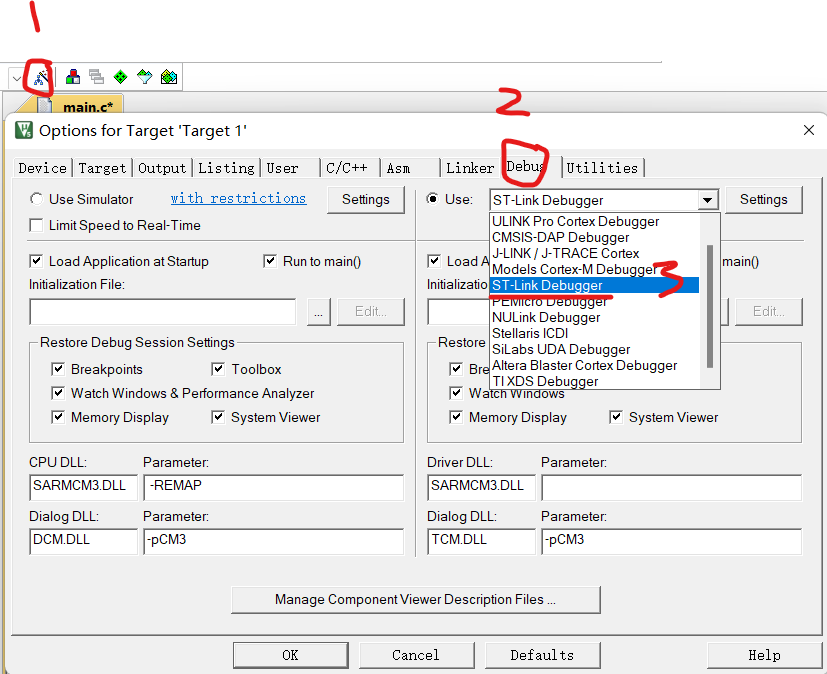 1
main.c*
2
Options for Target 'Target 1'
Device Target Output Listing User C/C++ Asm Linker Debug Utilities
Use Simulator with restrictions Settings Use: ST-Link Debugger Settings
Limit Speed to Real-Time
ULINK Pro Cortex Debugger
CMSIS-DAP Debugger
J-LINK / J-TRACE Cortex
Models Cortex-M Debugger
3
ST-Link Debugger
PEMicro Debugger
NULink Debugger
Stellaris ICDI
SiLabs UDA Debugger
Altera Blaster Cortex Debugger
TI XDS Debugger
Load Application at Startup Run to main() Load A main()
Initialization File: Initializatio
... Edit... Edit...
Restore Debug Session Settings Restore
Breakpoints Toolbox Bre
Watch Windows & Performance Analyzer Watch Windows
Memory Display System Viewer Memory Display System Viewer
CPU DLL: Parameter: Driver DLL: Parameter:
SARMCM3.DLL -REMAP SARMCM3.DLL
Dialog DLL: Parameter: Dialog DLL: Parameter:
DCM.DLL -pCM3 TCM.DLL -pCM3
Manage Component Viewer Description Files ...
OK Cancel Defaults Help